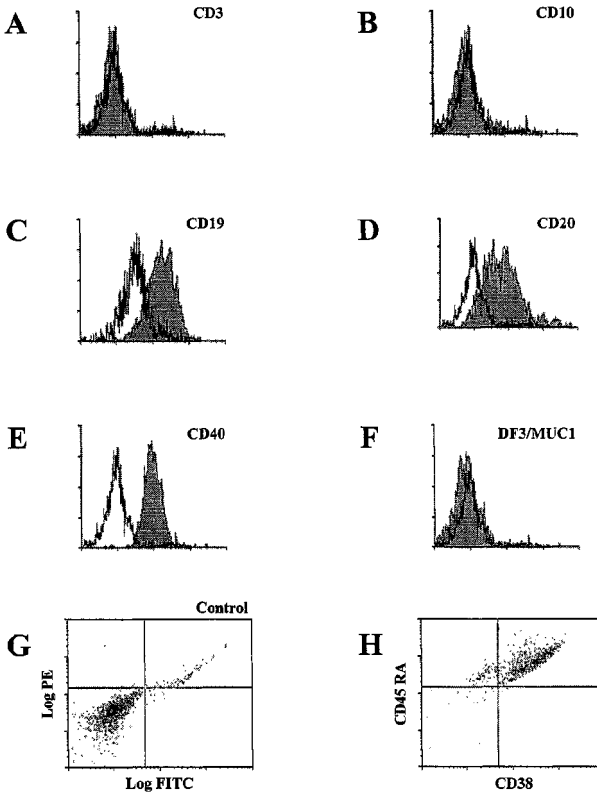 A
CD3
B
CD10
C
CD19
D
CD20
E
CD40
F
DF3/MUC1
G
Control
Log PE
Log FITC
H
CD45 RA
CD38